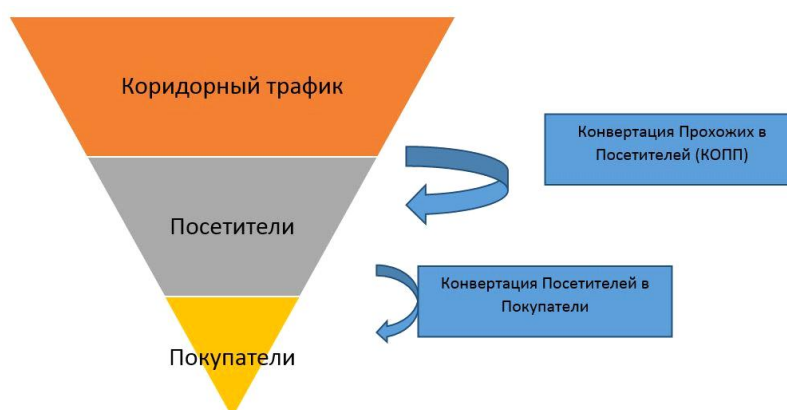 Коридорный трафик
Конвертация Прохожих в
Посетителей (КОПП)
Посетители
Конвертация Посетителей в
Покупатели
Покупатели